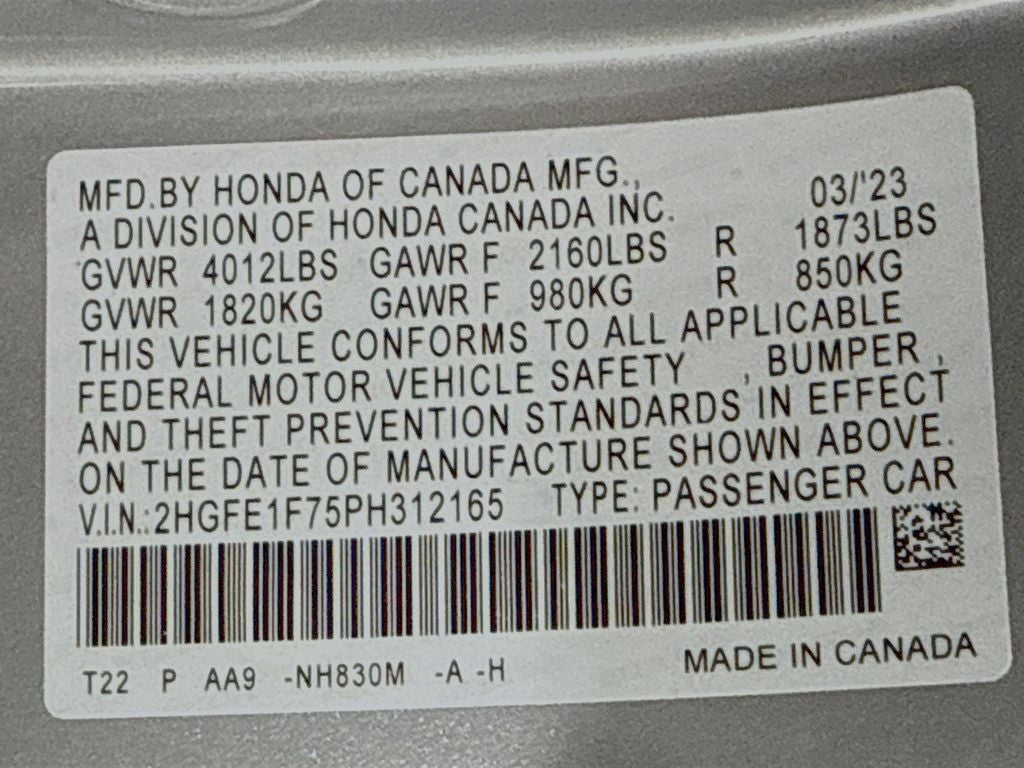 MFD.BY HONDA OF CANADA MFG., 03/'23
A DIVISION OF HONDA CANADA INC.
GVWR 4012LBS GAWR F 2160LBS R 1873LBS
GVWR 1820KG GAWR F 980KG R 850KG
THIS VEHICLE CONFORMS TO ALL APPLICABLE
FEDERAL MOTOR VEHICLE SAFETY , BUMPER ,
AND THEFT PREVENTION STANDARDS IN EFFECT
ON THE DATE OF MANUFACTURE SHOWN ABOVE.
V.I.N.:2HGFE1F75PH312165 TYPE: PASSENGER CAR
T22 P AA9 -NH830M -A -H MADE IN CANADA